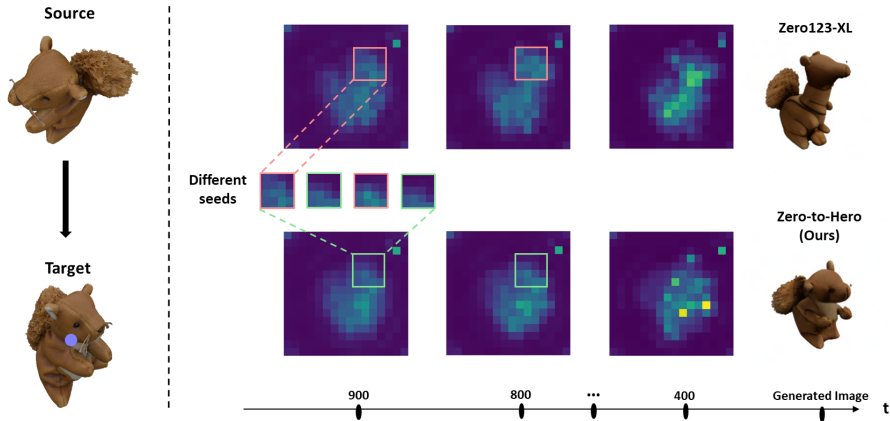 Source
Target
Zero123-XL
Different
seeds
Zero-to-Hero
(Ours)
900
800
...
400
Generated Image
t